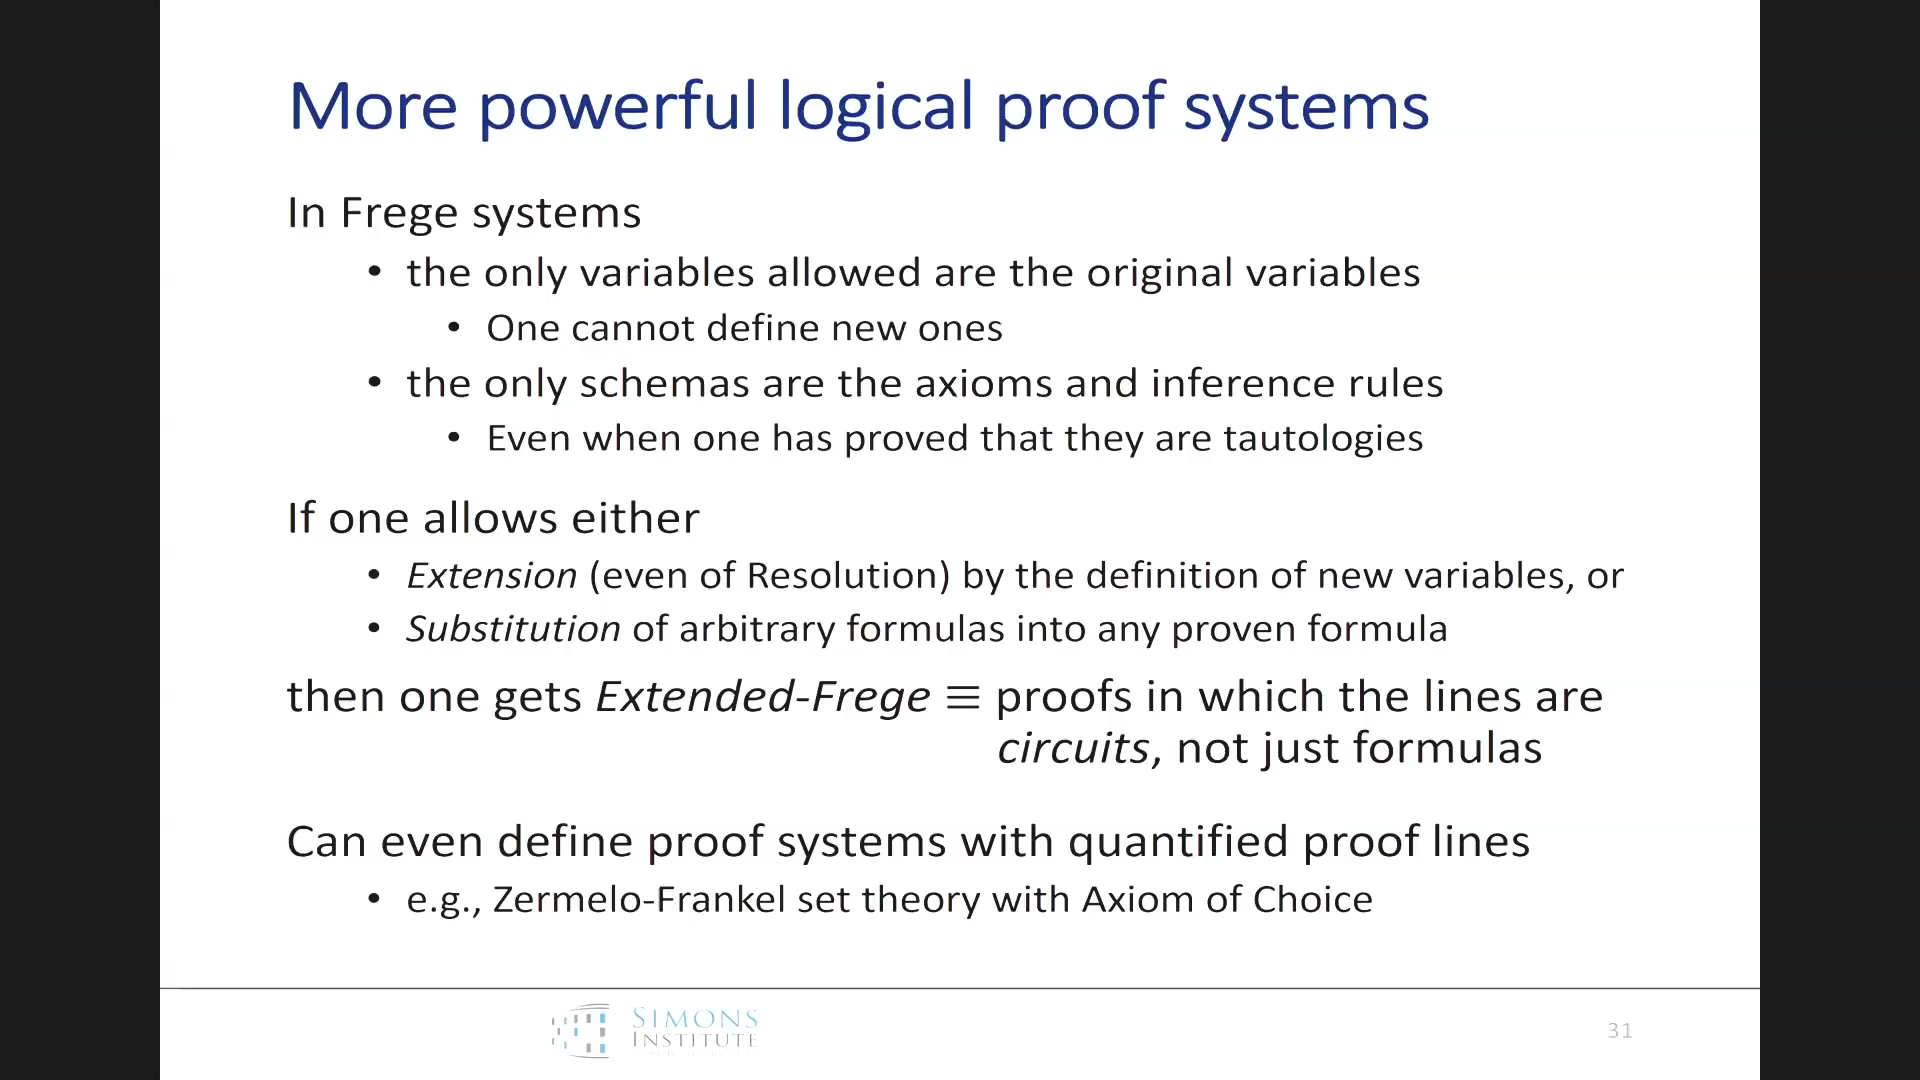 More powerful logical proof systems
In Frege systems
• the only variables allowed are the original variables
• One cannot define new ones
• the only schemas are the axioms and inference rules
• Even when one has proved that they are tautologies
If one allows either
• Extension (even of Resolution) by the definition of new variables, or
• Substitution of arbitrary formulas into any proven formula
then one gets Extended-Frege ≡ proofs in which the lines are
circuits, not just formulas
Can even define proof systems with quantified proof lines
• e.g., Zermelo-Frankel set theory with Axiom of Choice
SIMONS
INSTITUTE
31